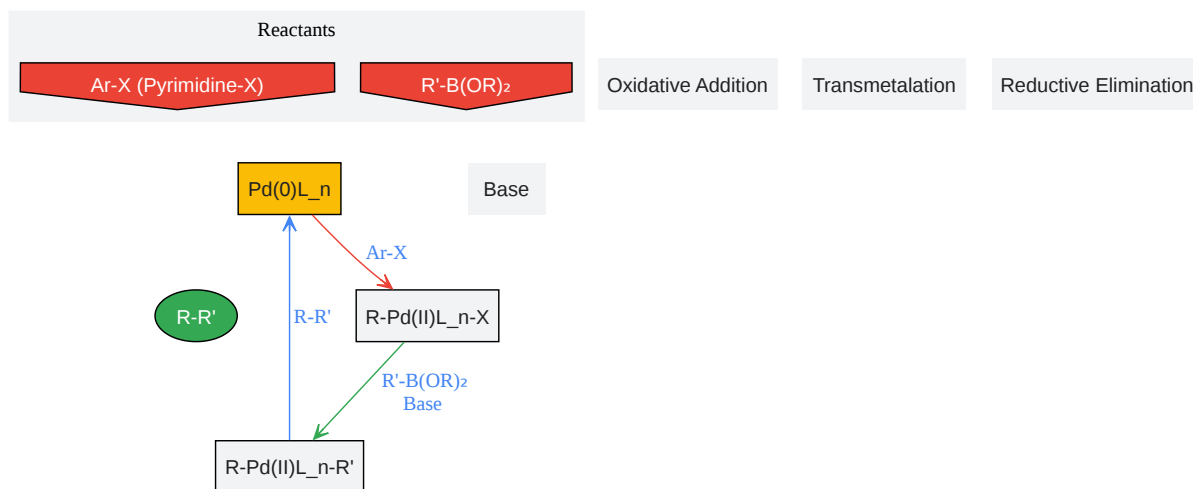 Reactants
Ar-X (Pyrimidine-X)
R'-B(OR)₂
Oxidative Addition
Transmetalation
Reductive Elimination
Pd(0)L_n
Base
Ar-X
R-R'
R-R'
R-Pd(II)L_n-X
R'-B(OR)₂
Base
R-Pd(II)L_n-R'